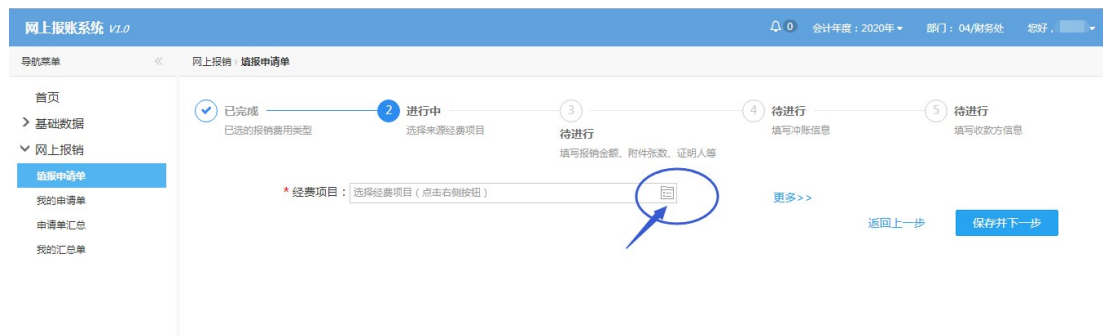 网上报账系统 V1.0
0 会计年度：2020年 部门：04/财务处 您好，
导航菜单 网上报销 填报申请单
首页
基础数据
网上报销
填报申请单
我的申请单
申请单汇总
我的汇总单
已完成
已选的报销费用类型
2 进行中
选择来源经费项目
3
待进行
填写报销金额、附件张数、证明人等
4 待进行
填写冲账信息
5 待进行
填写收款方信息
* 经费项目： 选择经费项目（点击右侧按钮）
更多>>
返回上一步 保存并下一步